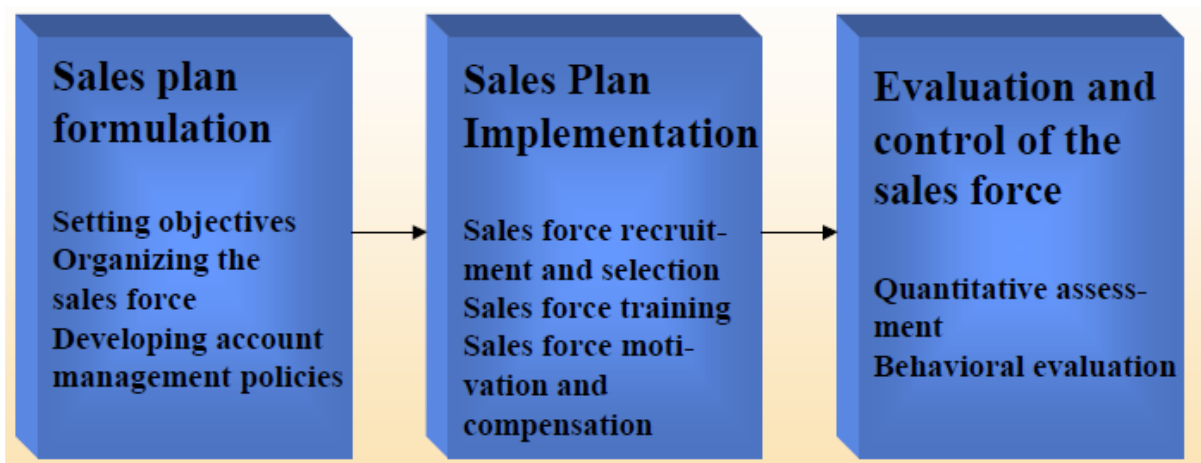 Sales plan
formulation
Setting objectives
Organizing the
sales force
Developing account
management policies
Sales Plan
Implementation
Sales force recruit-
ment and selection
Sales force training
Sales force moti-
vation and
compensation
Evaluation and
control of the
sales force
Quantitative assess-
ment
Behavioral evaluation